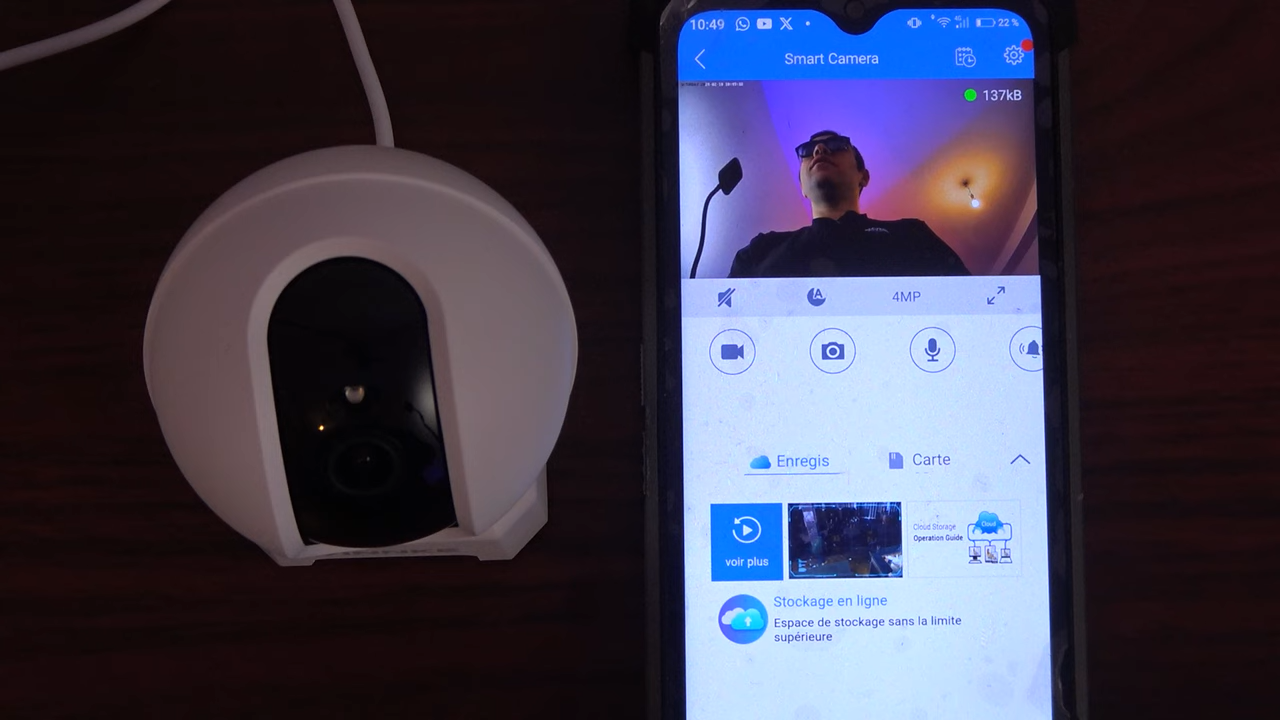 10:49
22 %
Smart Camera
137kB
A
4MP
Enregis
Carte
voir plus
Cloud Storage
Operation Guide
Cloud
Stockage en ligne
Espace de stockage sans la limite
supérieure